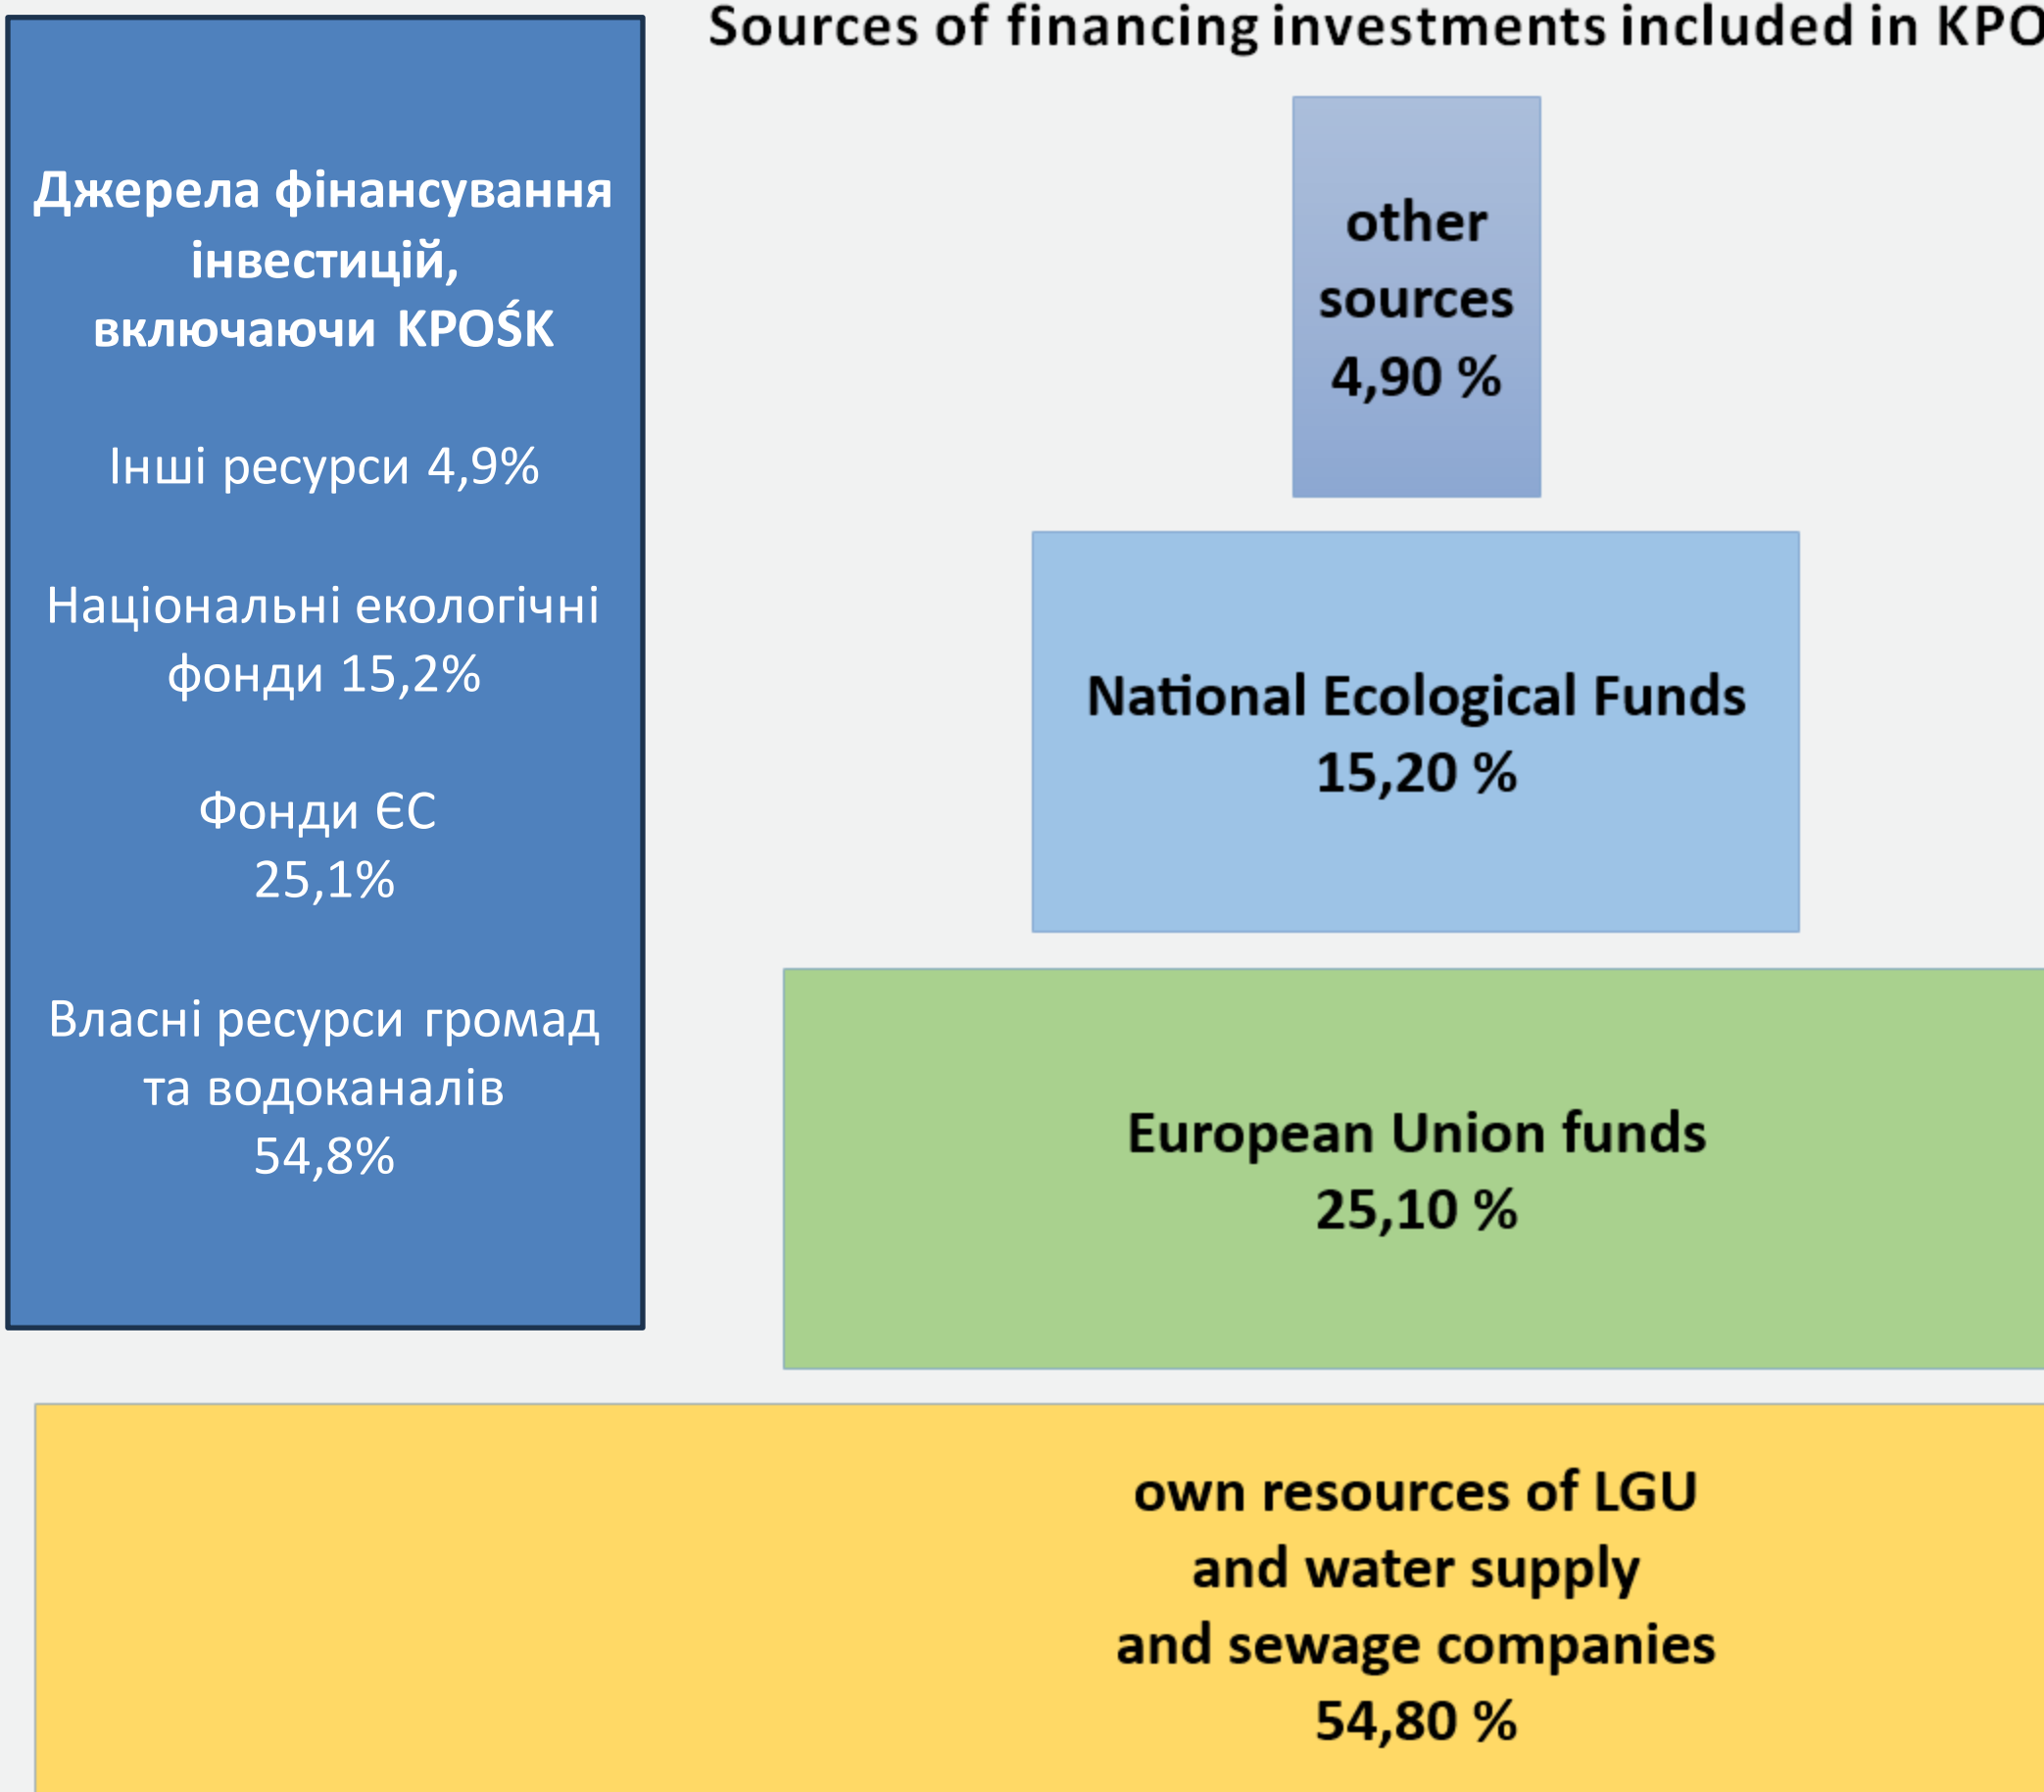 Sources of financing investments included in KPO
Джерела фінансування
інвестицій,
включаючи KPOŚK
Інші ресурси 4,9%
Національні екологічні
фонди 15,2%
Фонди ЄС
25,1%
Власні ресурси громад
та водоканалів
54,8%
other
sources
4,90 %
National Ecological Funds
15,20 %
European Union funds
25,10 %
own resources of LGU
and water supply
and sewage companies
54,80 %